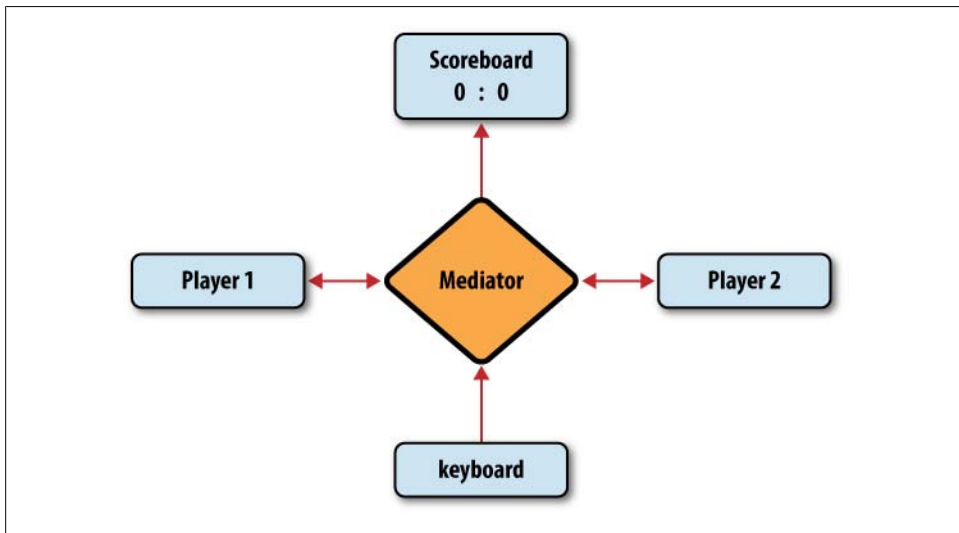 Scoreboard
0 : 0
Player 1
Mediator
Player 2
keyboard